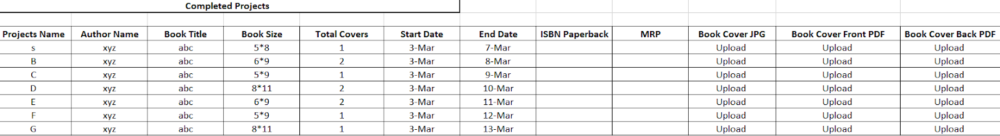 Completed Projects
Projects Name Author Name Book Title Book Size Total Covers Start Date End Date ISBN Paperback MRP Book Cover JPG Book Cover Front PDF Book Cover Back PDF
s xyz abc 5*8 1 3-Mar 7-Mar Upload Upload Upload
B xyz abc 6*9 2 3-Mar 8-Mar Upload Upload Upload
C xyz abc 5*9 1 3-Mar 9-Mar Upload Upload Upload
D xyz abc 8*11 2 3-Mar 10-Mar Upload Upload Upload
E xyz abc 6*9 2 3-Mar 11-Mar Upload Upload Upload
F xyz abc 5*9 1 3-Mar 12-Mar Upload Upload Upload
G xyz abc 8*11 1 3-Mar 13-Mar Upload Upload Upload